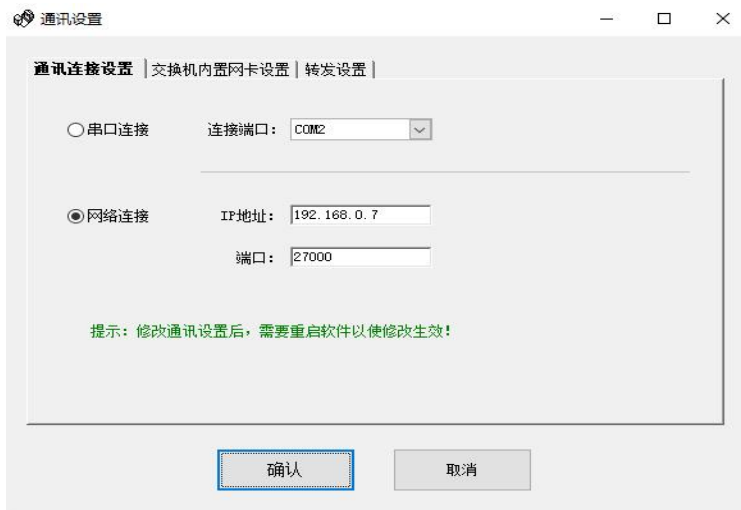 通讯设置
通讯连接设置 交换机内置网卡设置 转发设置
串口连接 连接端口: COM2
网络连接 IP地址: 192.168.0.7
端口: 27000
提示: 修改通讯设置后，需要重启软件以使修改生效!
确认 取消